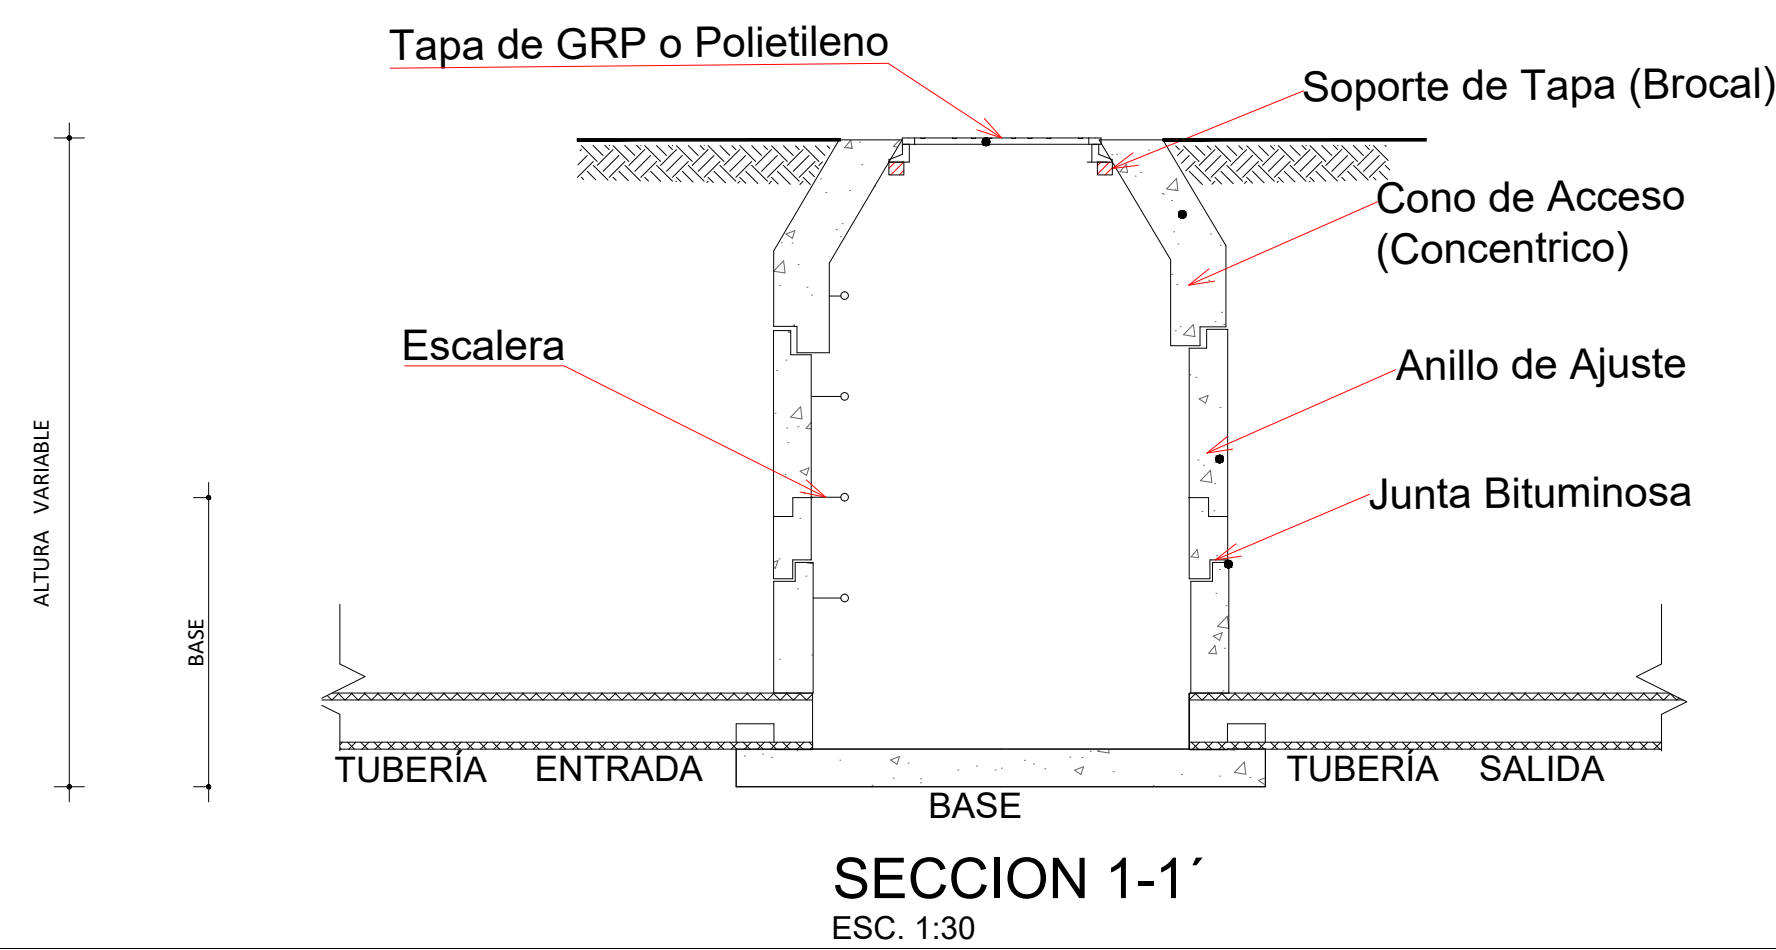 Tapa de GRP o Polietileno
Soporte de Tapa (Brocal)
Cono de Acceso
(Concentrico)
Escalera
Anillo de Ajuste
Junta Bituminosa
ALTURA VARIABLE
BASE
TUBERÍA ENTRADA
TUBERÍA SALIDA
BASE
SECCION 1-1´
ESC. 1:30